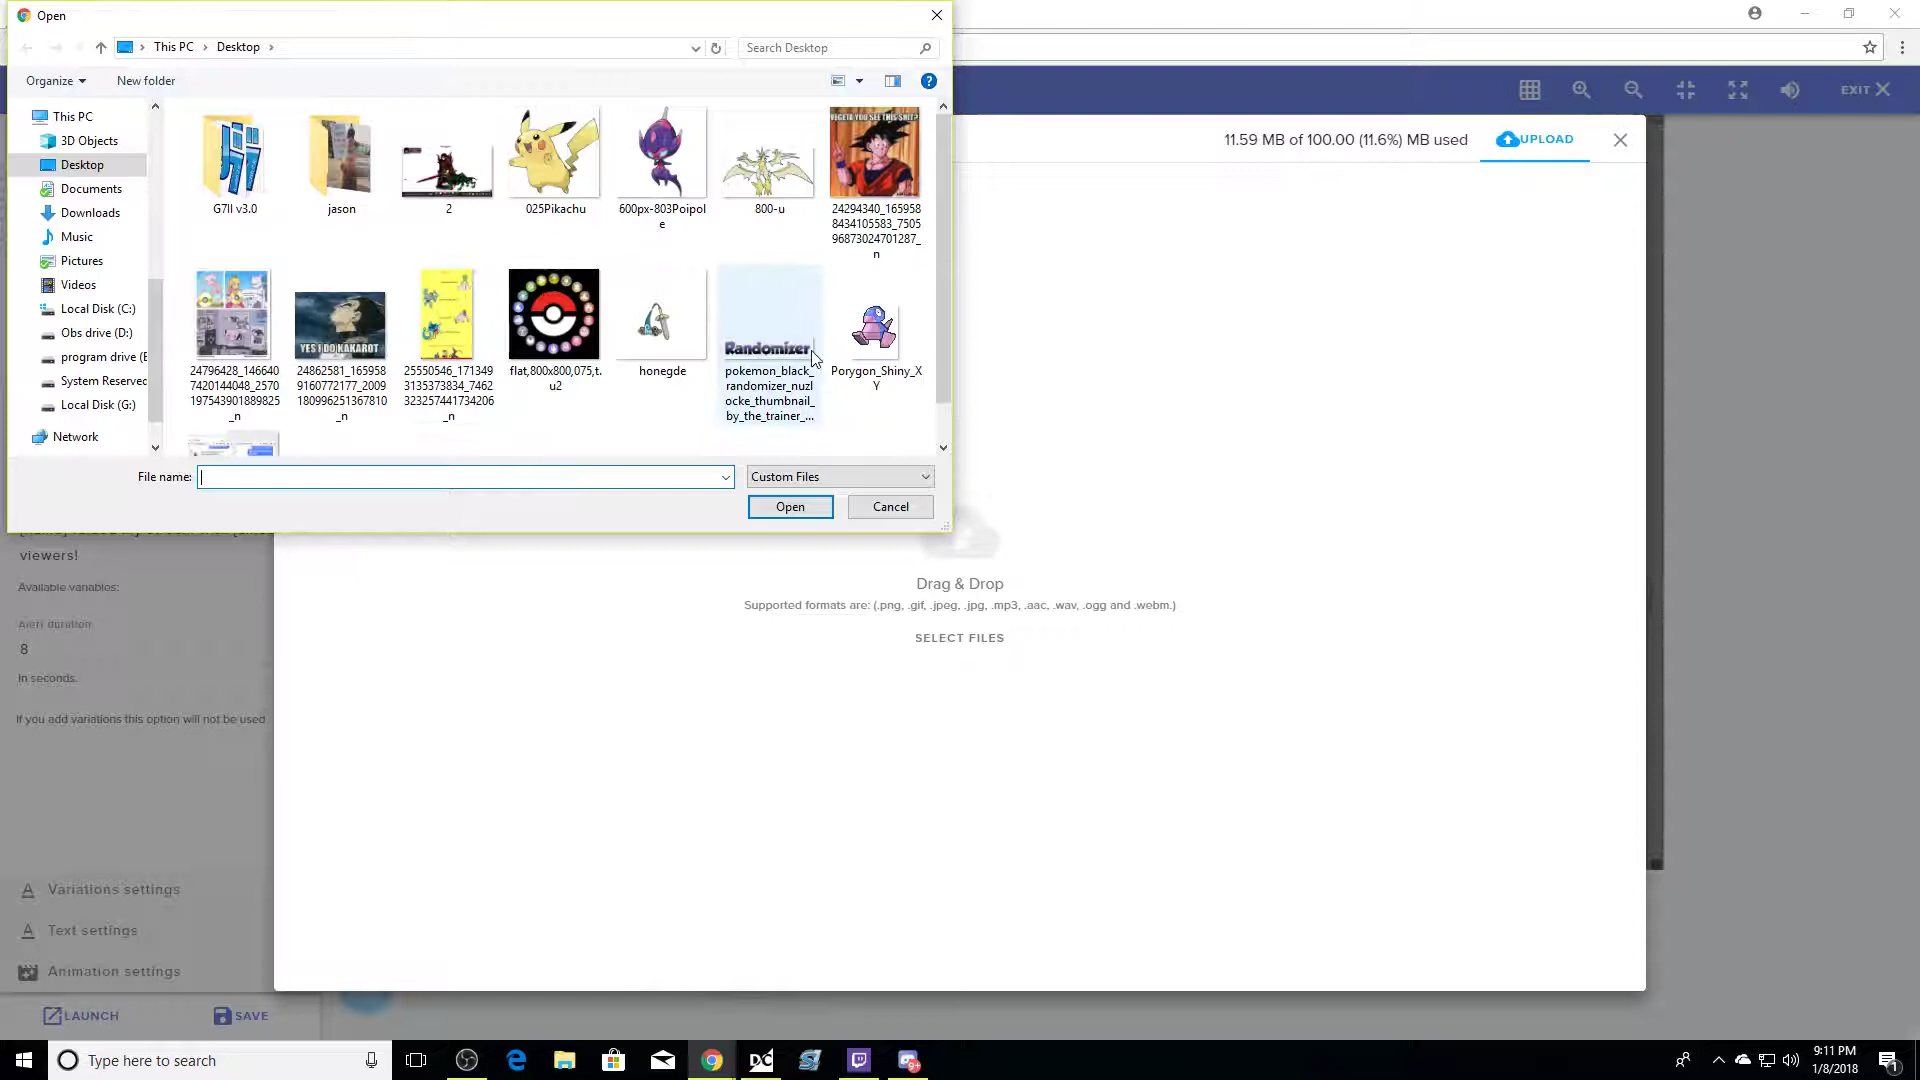 Open
This PC
Desktop
Search Desktop
Organize
New folder
This PC
3D Objects
Desktop
Documents
Downloads
Music
Pictures
Videos
Local Disk (C:)
Obs drive (D:)
program drive (E
System Reserved
Local Disk (G:)
Network
G7II v3.0
jason
2
025Pikachu
600px-803Poipol
e
800-u
VEGETA YOU SEE THIS SHIT?
24294340_165958
8434105583_7505
96873024701287_
n
24796428_146640
7420144048_2570
197543901889825
_n
YES I DO KAKAROT
24862581_165958
9160772177_2009
180996251367810
_n
25550546_171349
3135373834_7462
323257441734206
_n
flat,800x800,075,t.
u2
honegde
Randomizer
pokemon_black_
randomizer_nuzl
ocke_thumbnail_
by_the_trainer_...
Porygon_Shiny_X
Y
File name:
Custom Files
Open
Cancel
EXIT
11.59 MB of 100.00 (11.6%) MB used
UPLOAD
Drag & Drop
Supported formats are: (.png, .gif, .jpeg, .jpg, .mp3, .aac, .wav, .ogg and .webm.)
SELECT FILES
viewers!
Available variables:
Alert duration
8
In seconds.
If you add variations this option will not be used
Variations settings
Text settings
Animation settings
LAUNCH
SAVE
Type here to search
DC
9+
9:11 PM
1/8/2018
1